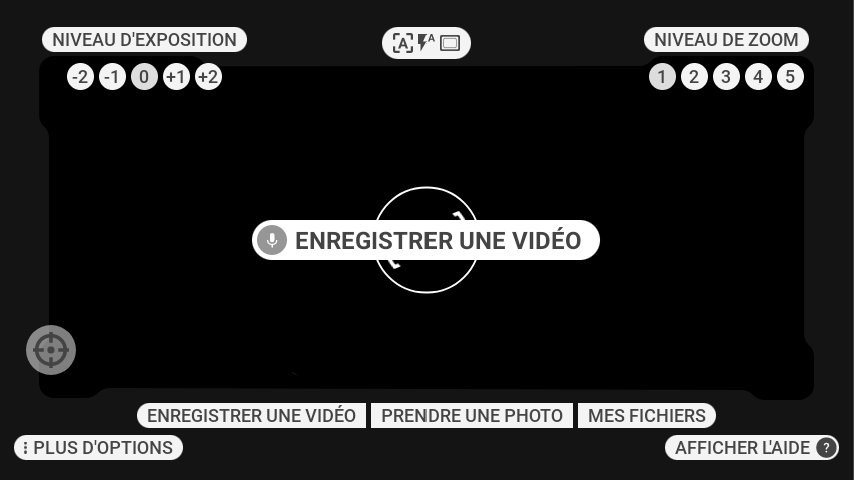 NIVEAU D'EXPOSITION
A A
NIVEAU DE ZOOM
-2 -1 0 +1 +2
1 2 3 4 5
ENREGISTRER UNE VIDÉO
ENREGISTRER UNE VIDÉO PRENDRE UNE PHOTO MES FICHIERS
PLUS D'OPTIONS
AFFICHER L'AIDE ?